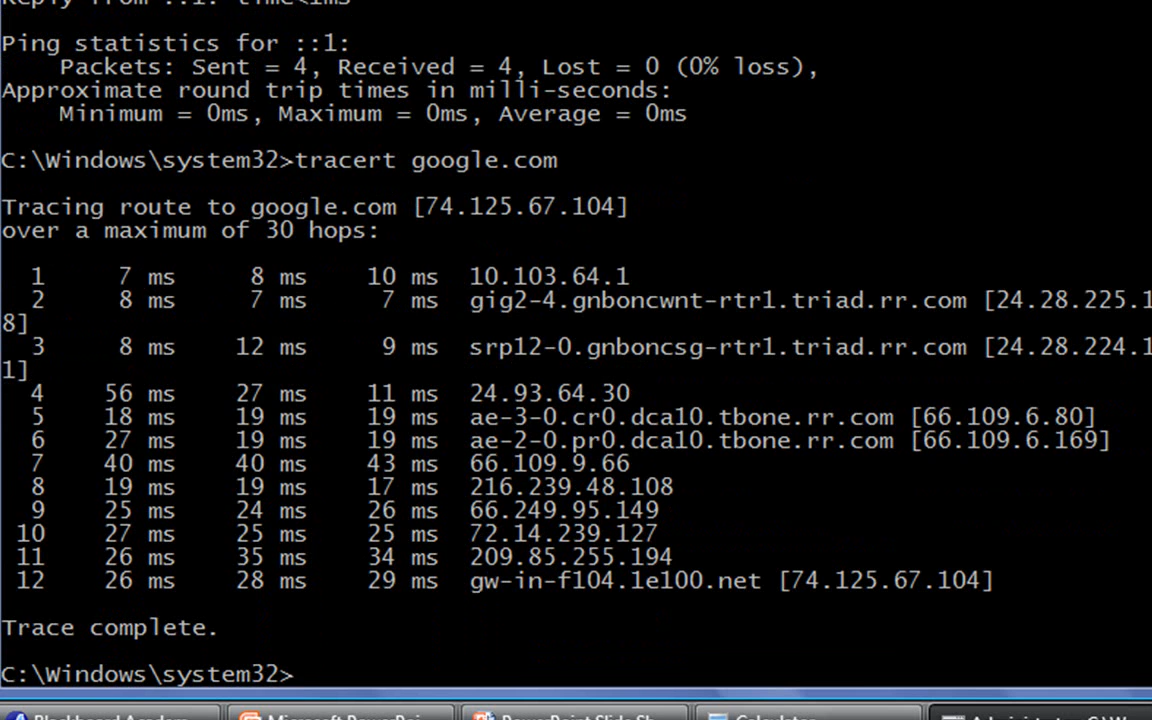 Reply from ::1: time<1ms
Ping statistics for ::1:
    Packets: Sent = 4, Received = 4, Lost = 0 (0% loss),
Approximate round trip times in milli-seconds:
    Minimum = 0ms, Maximum = 0ms, Average = 0ms
C:\Windows\system32>tracert google.com
Tracing route to google.com [74.125.67.104]
over a maximum of 30 hops:
  1     7 ms     8 ms    10 ms  10.103.64.1
  2     8 ms     7 ms     7 ms  gig2-4.gnboncwnt-rtr1.triad.rr.com [24.28.225.1
8]
  3     8 ms    12 ms     9 ms  srp12-0.gnboncsg-rtr1.triad.rr.com [24.28.224.1
1]
  4    56 ms    27 ms    11 ms  24.93.64.30
  5    18 ms    19 ms    19 ms  ae-3-0.cr0.dca10.tbone.rr.com [66.109.6.80]
  6    27 ms    19 ms    19 ms  ae-2-0.pr0.dca10.tbone.rr.com [66.109.6.169]
  7    40 ms    40 ms    43 ms  66.109.9.66
  8    19 ms    19 ms    17 ms  216.239.48.108
  9    25 ms    24 ms    26 ms  66.249.95.149
 10    27 ms    25 ms    25 ms  72.14.239.127
 11    26 ms    35 ms    34 ms  209.85.255.194
 12    26 ms    28 ms    29 ms  gw-in-f104.1e100.net [74.125.67.104]
Trace complete.
C:\Windows\system32>
Microsoft PowerPoi PowerPoint Slide Sh Calculator